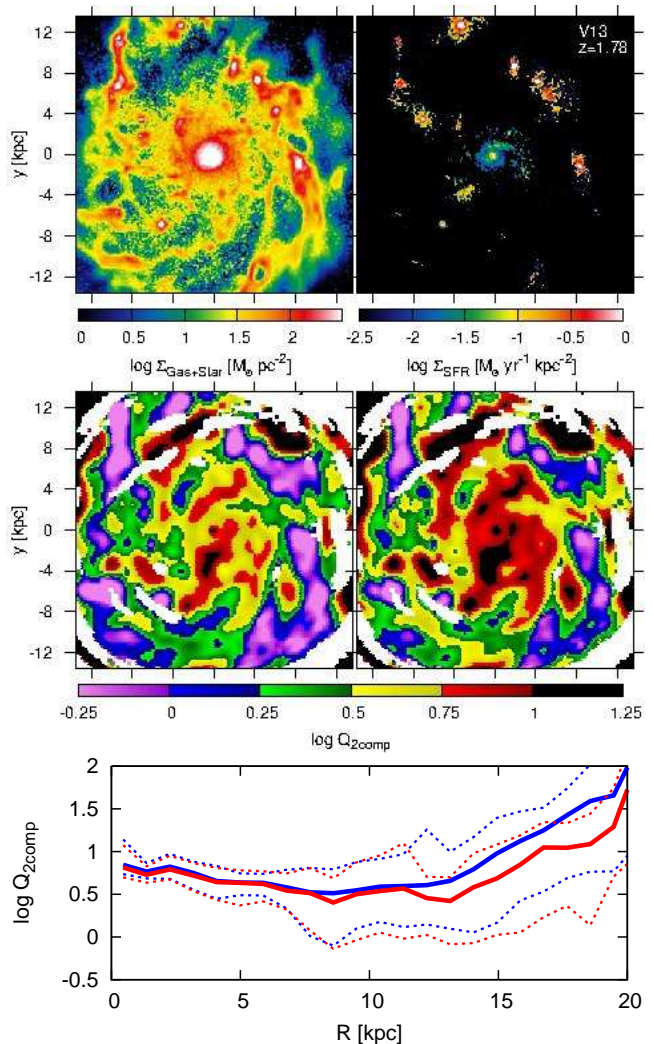 V13
z=1.78
12
8
4
0
-4
-8
-12
y [kpc]
0 0.5 1 1.5 2 -2.5 -2 -1.5 -1 -0.5 0
log Σ_Gas+Star [M_⊙ pc^-2] log Σ_SFR [M_⊙ yr^-1 kpc^-2]
12
8
4
0
-4
-8
-12
y [kpc]
-0.25 0 0.25 0.5 0.75 1 1.25
log Q_2comp
2
1.5
1
0.5
0
-0.5
log Q_2comp
0 5 10 15 20
R [kpc]